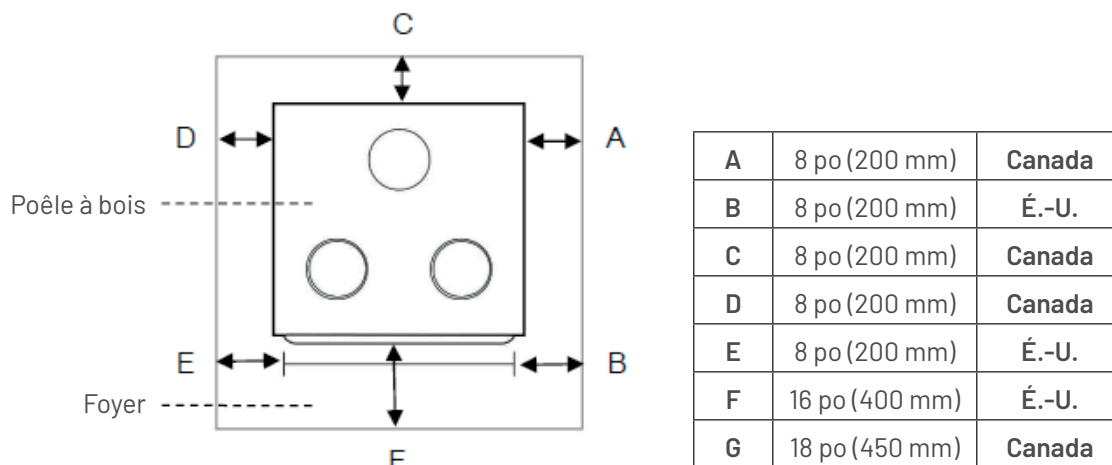 C
D
A
Poêle à bois
E
B
Foyer
A 8 po (200 mm) Canada
B 8 po (200 mm) É.-U.
C 8 po (200 mm) Canada
D 8 po (200 mm) Canada
E 8 po (200 mm) É.-U.
F 16 po (400 mm) É.-U.
G 18 po (450 mm) Canada